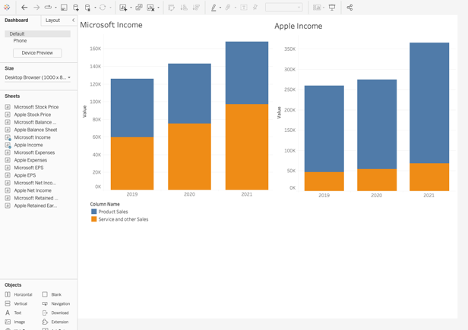 Dashboard
Layout
Default
Phone
Device Preview
Size
Desktop Browser (1000 x 8...
Sheets
Microsoft Stock Price
Apple Stock Price
Microsoft Balance ...
Apple Balance Sheet
Microsoft Income
Apple Income
Microsoft Expenses
Apple Expenses
Microsoft EPS
Apple EPS
Microsoft Net Inco...
Apple Net Income
Microsoft Retained ...
Apple Retained Ear...
Objects
Horizontal
Blank
Vertical
Navigation
Text
Download
Image
Extension
Microsoft Income
Value
160K
140K
120K
100K
80K
60K
40K
20K
0K
2019
2020
2021
Column Name
Product Sales
Service and other Sales
Apple Income
Value
350K
300K
250K
200K
150K
100K
50K
0K
2019
2020
2021